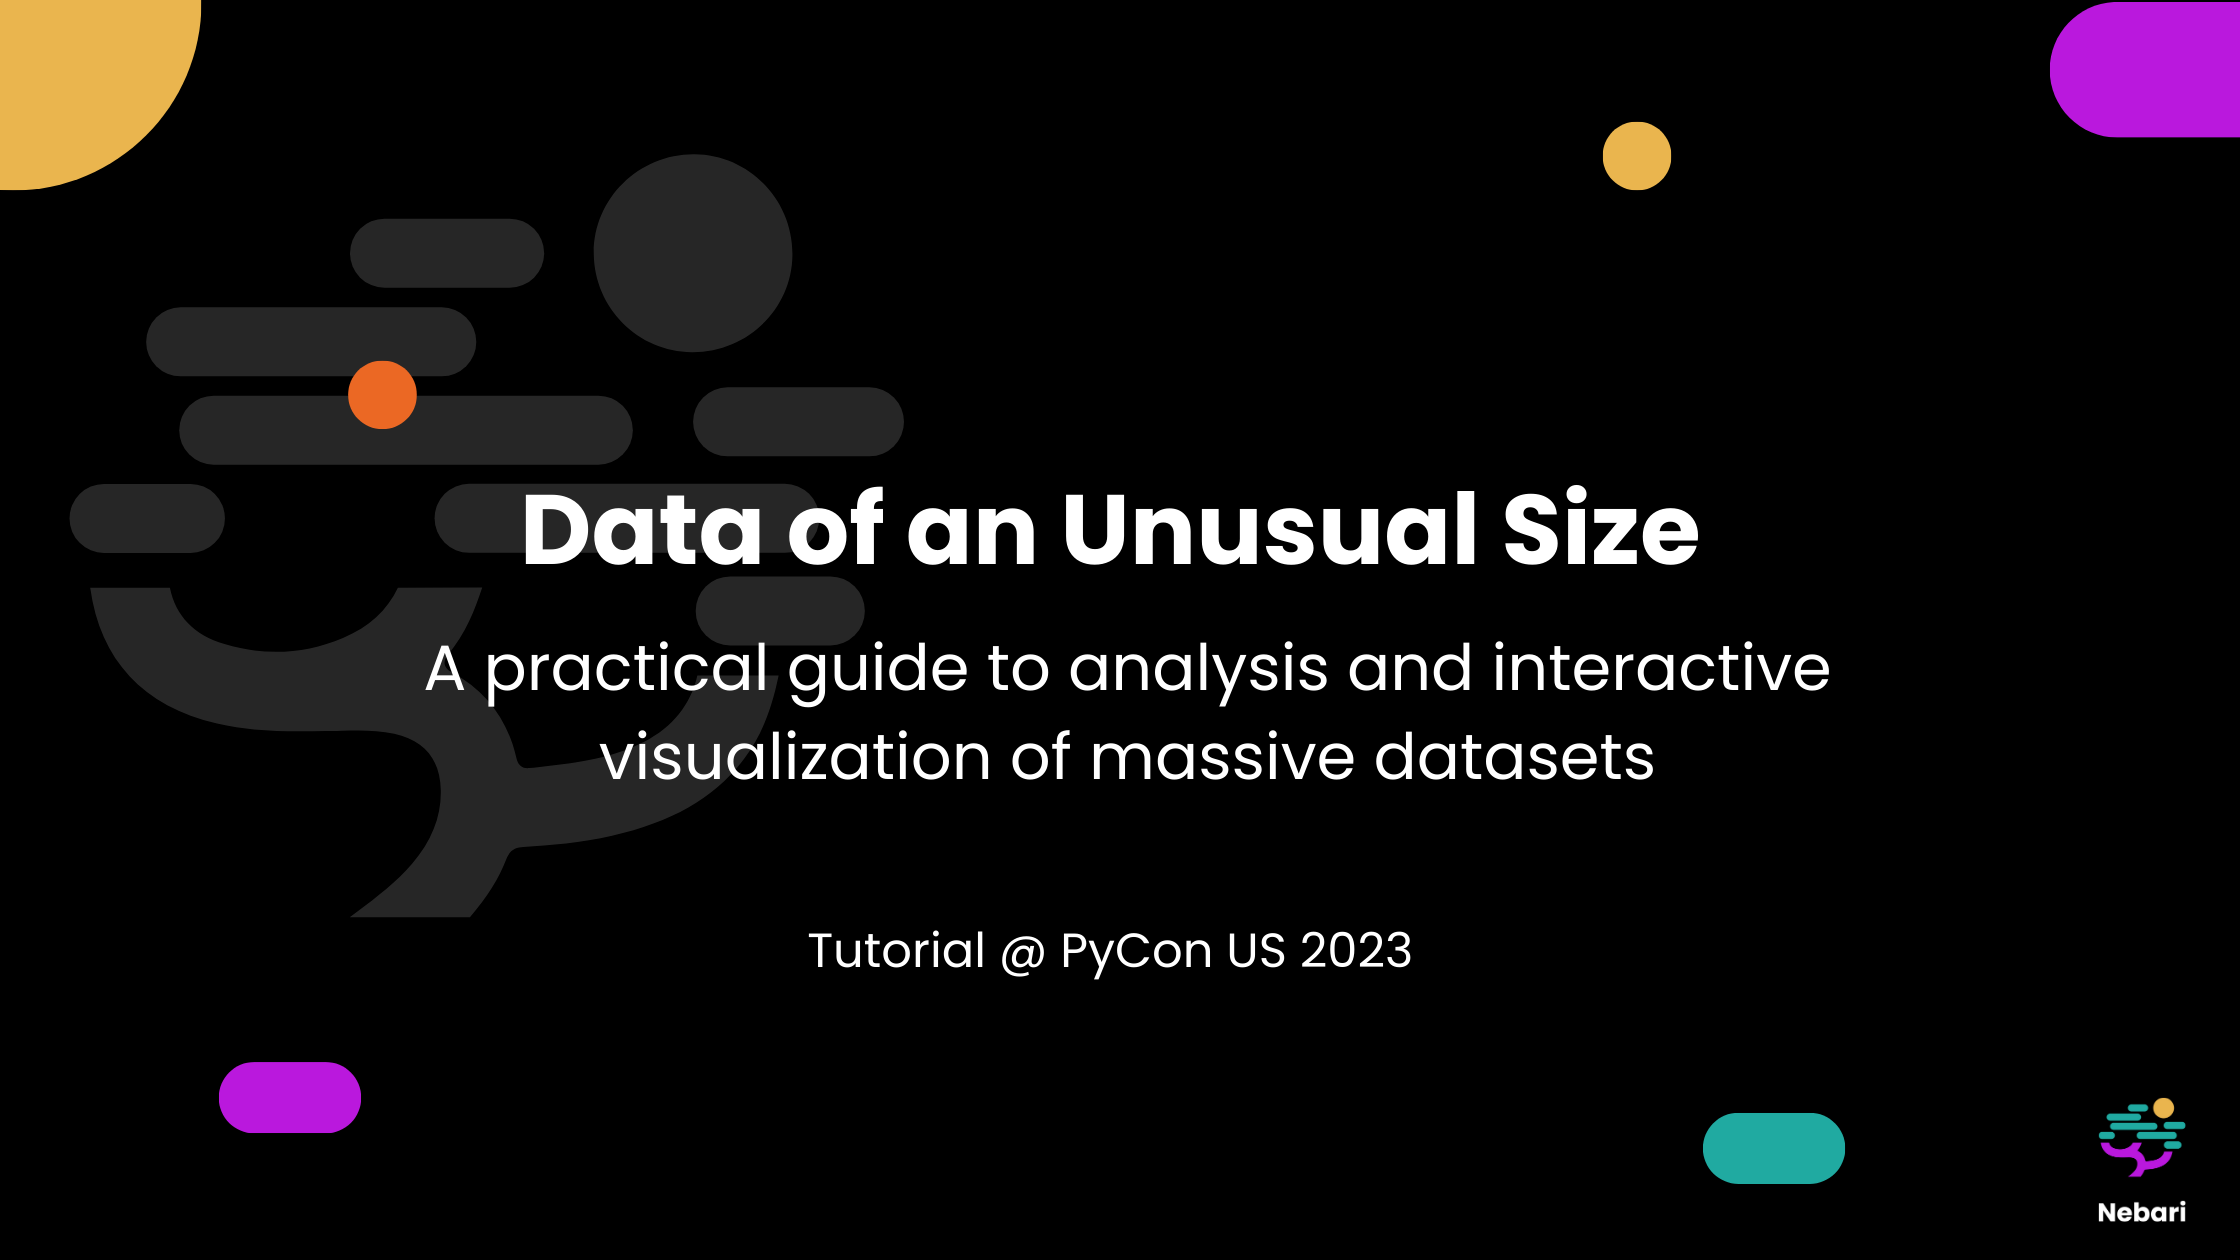 Data of an Unusual Size
A practical guide to analysis and interactive
visualization of massive datasets
Tutorial @ PyCon US 2023
Nebari